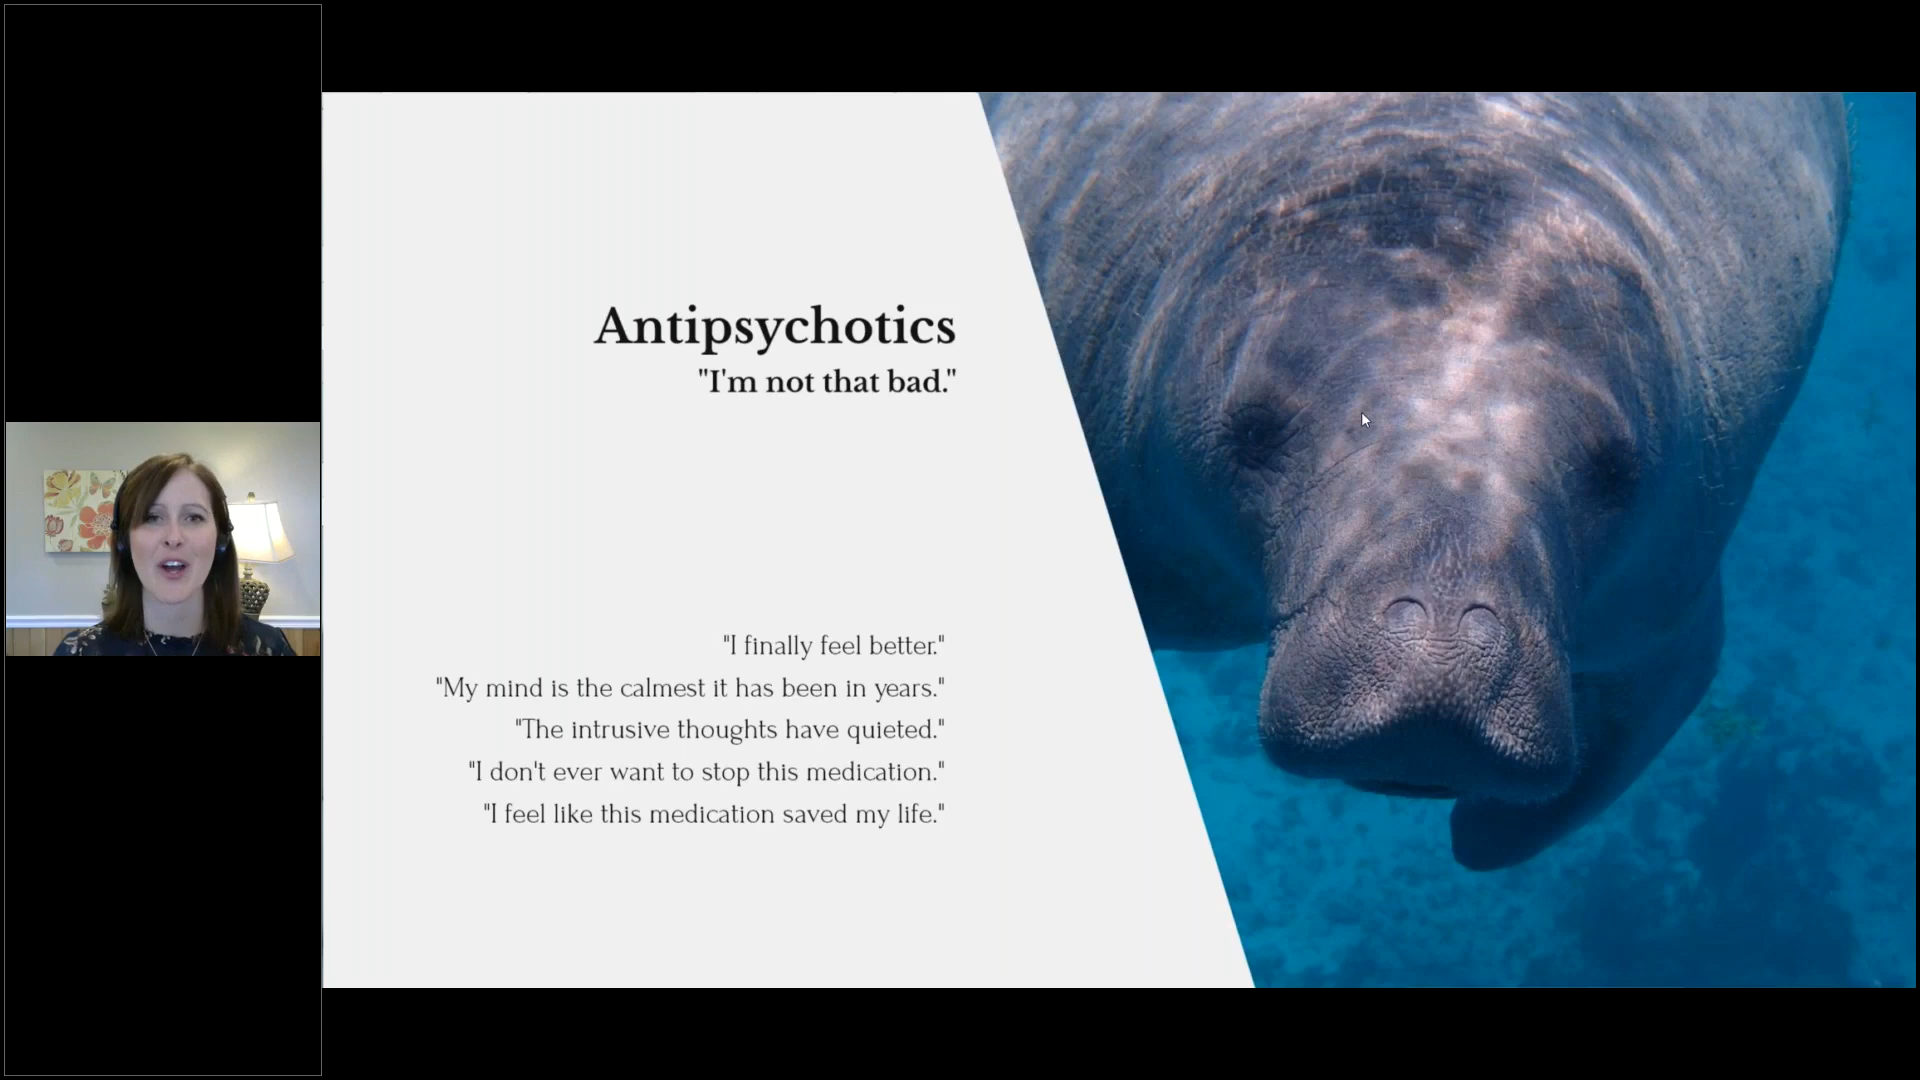 Antipsychotics
"I'm not that bad."
"I finally feel better."
"My mind is the calmest it has been in years."
"The intrusive thoughts have quieted."
"I don't ever want to stop this medication."
"I feel like this medication saved my life."